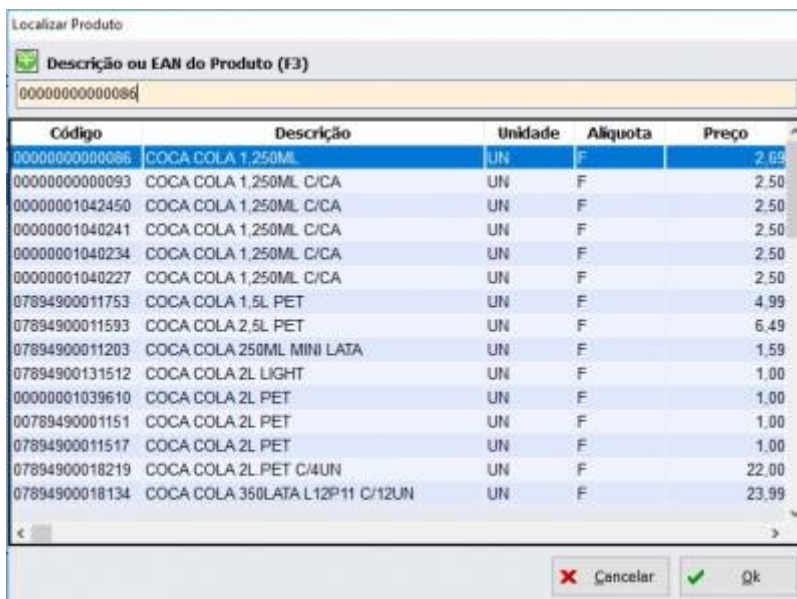 Localizar Produto
Descrição ou EAN do Produto (F3)
00000000000086
Código Descrição Unidade Alíquota Preço
00000000000086 COCA COLA 1,250ML UN F 2,69
00000000000093 COCA COLA 1,250ML C/CA UN F 2,50
00000001042450 COCA COLA 1,250ML C/CA UN F 2,50
00000001040241 COCA COLA 1,250ML C/CA UN F 2,50
00000001040234 COCA COLA 1,250ML C/CA UN F 2,50
00000001040227 COCA COLA 1,250ML C/CA UN F 2,50
07894900011753 COCA COLA 1,5L PET UN F 4,99
07894900011593 COCA COLA 2,5L PET UN F 6,49
07894900011203 COCA COLA 250ML MINI LATA UN F 1,59
07894900131512 COCA COLA 2L LIGHT UN F 1,00
00000001039610 COCA COLA 2L PET UN F 1,00
00789490001151 COCA COLA 2L PET UN F 1,00
07894900011517 COCA COLA 2L PET UN F 1,00
07894900018219 COCA COLA 2L.PET C/4UN UN F 22,00
07894900018134 COCA COLA 350LATA L12P11 C/12UN UN F 23,99
Cancelar Ok